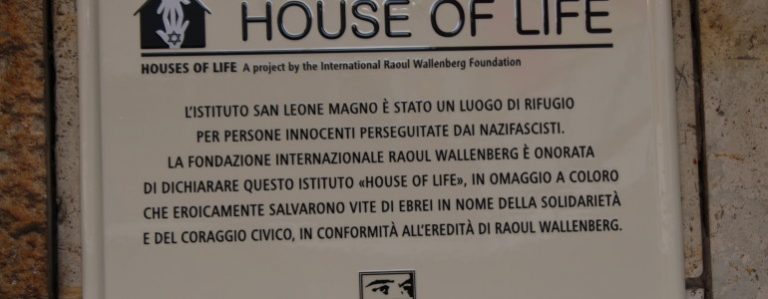 HOUSE OF LIFE
HOUSES OF LIFE A project by the International Raoul Wallenberg Foundation
L'ISTITUTO SAN LEONE MAGNO È STATO UN LUOGO DI RIFUGIO
PER PERSONE INNOCENTI PERSEGUITATE DAI NAZIFASCISTI.
LA FONDAZIONE INTERNAZIONALE RAOUL WALLENBERG È ONORATA
DI DICHIARARE QUESTO ISTITUTO «HOUSE OF LIFE», IN OMAGGIO A COLORO
CHE EROICAMENTE SALVARONO VITE DI EBREI IN NOME DELLA SOLIDARIETÀ
E DEL CORAGGIO CIVICO, IN CONFORMITÀ ALL'EREDITÀ DI RAOUL WALLENBERG.